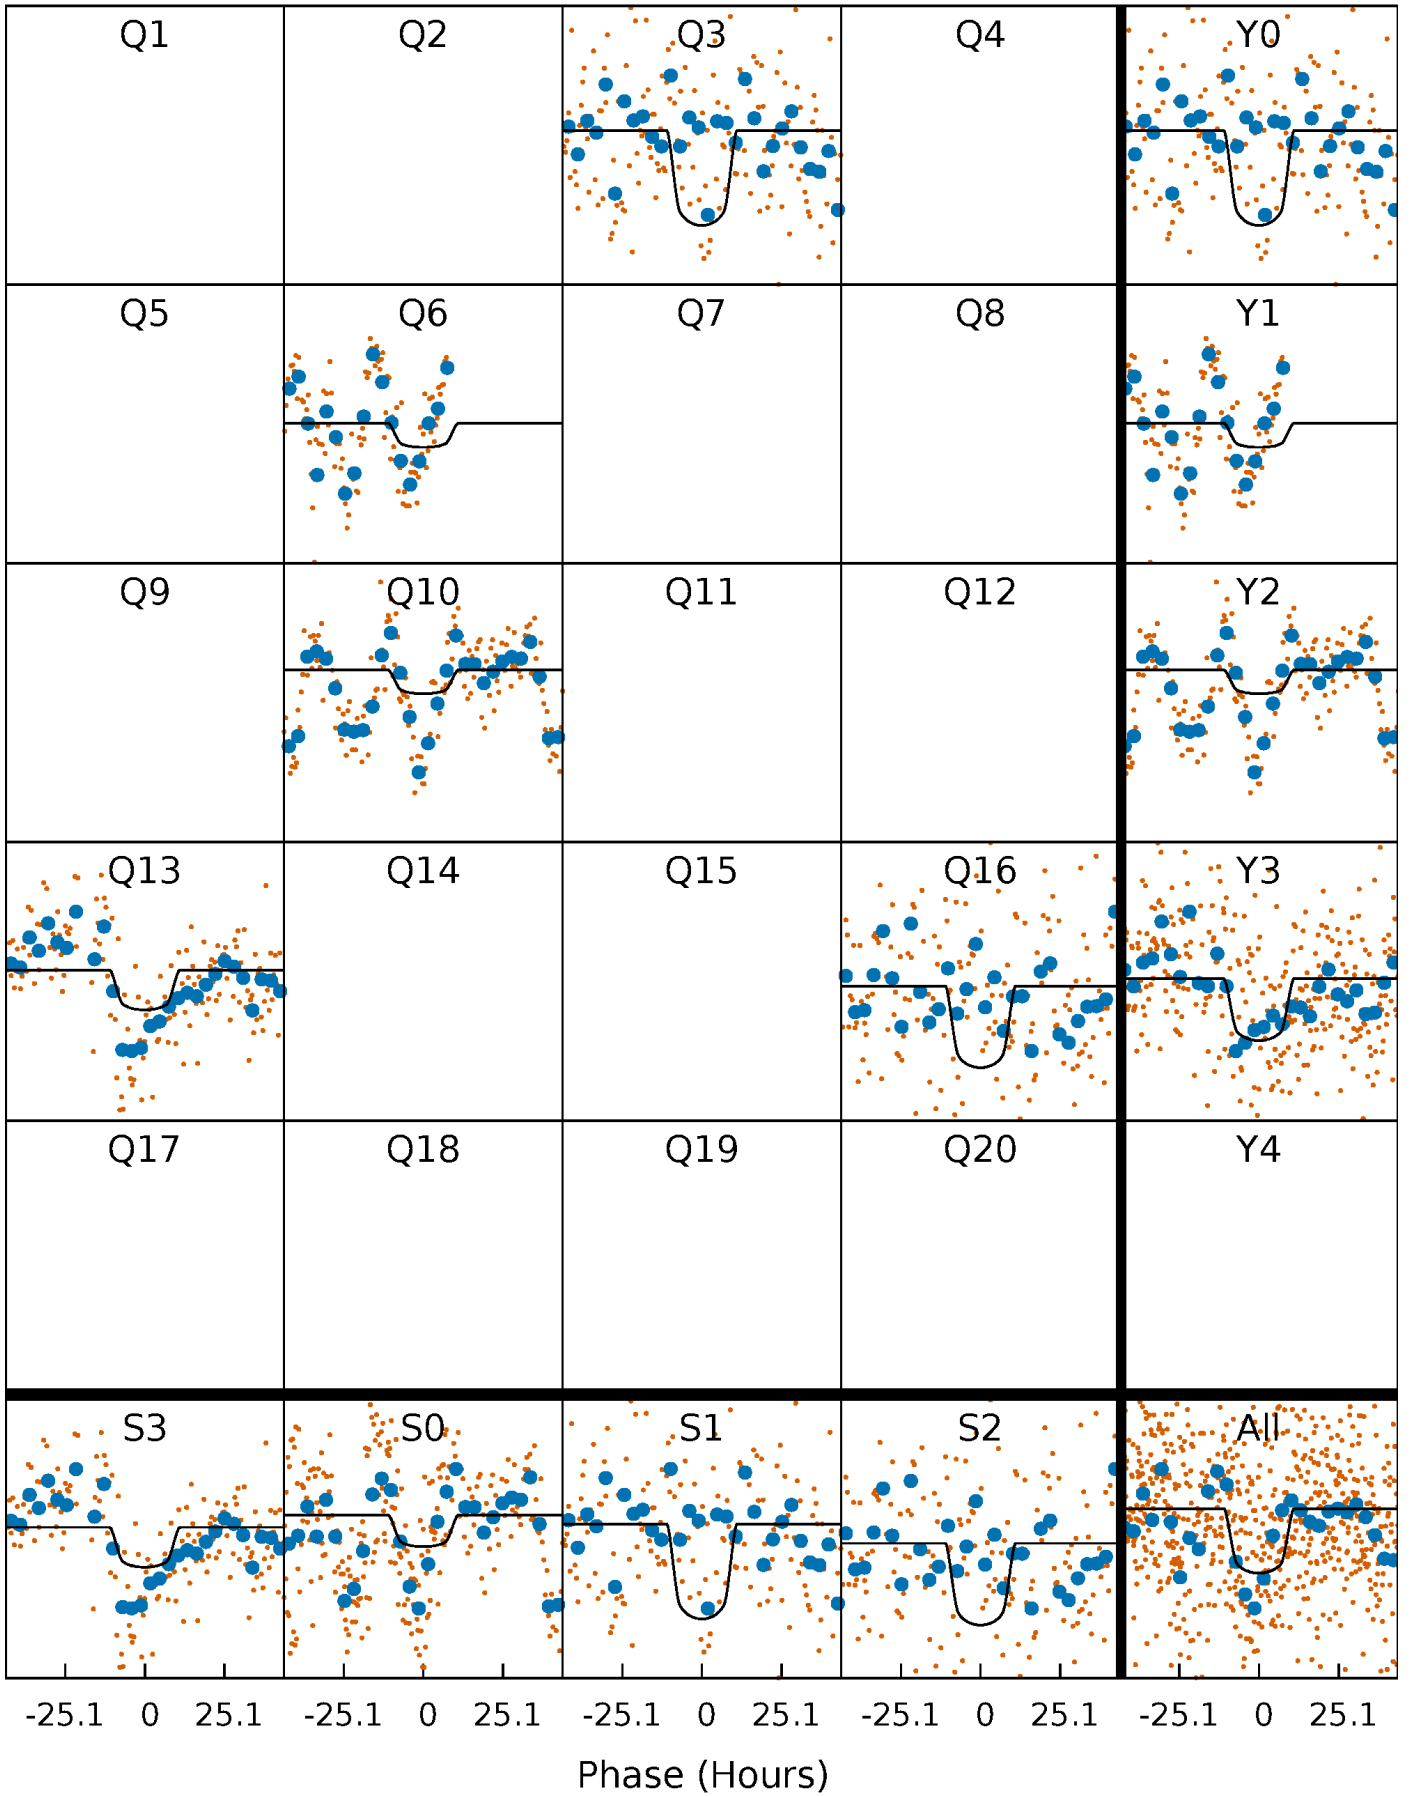 Q1 Q2 Q3 Q4 Y0
Q5 Q6 Q7 Q8 Y1
Q9 Q10 Q11 Q12 Y2
Q13 Q14 Q15 Q16 Y3
Q17 Q18 Q19 Q20 Y4
S3 S0 S1 S2 All
-25.1 0 25.1 -25.1 0 25.1 -25.1 0 25.1 -25.1 0 25.1 -25.1 0 25.1
Phase (Hours)